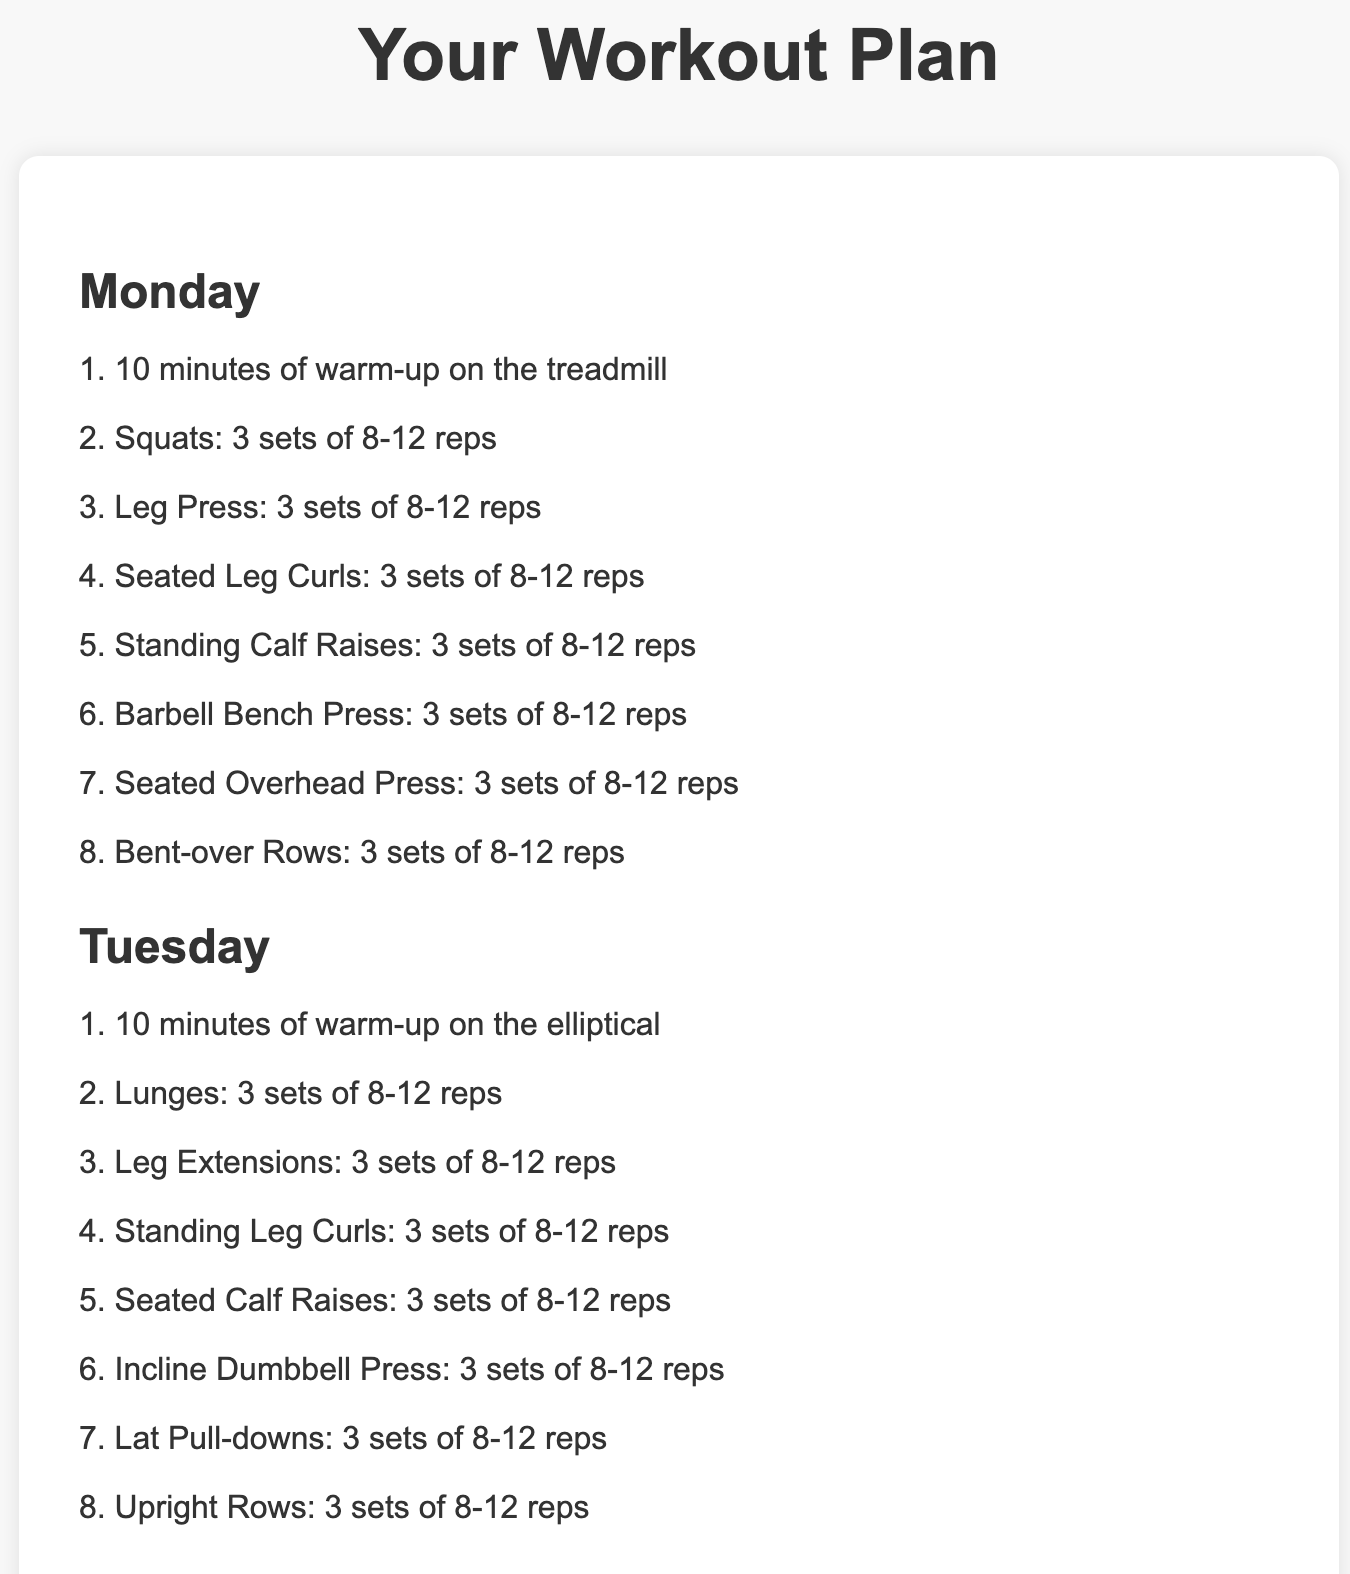 Your Workout Plan
Monday
1. 10 minutes of warm-up on the treadmill
2. Squats: 3 sets of 8-12 reps
3. Leg Press: 3 sets of 8-12 reps
4. Seated Leg Curls: 3 sets of 8-12 reps
5. Standing Calf Raises: 3 sets of 8-12 reps
6. Barbell Bench Press: 3 sets of 8-12 reps
7. Seated Overhead Press: 3 sets of 8-12 reps
8. Bent-over Rows: 3 sets of 8-12 reps
Tuesday
1. 10 minutes of warm-up on the elliptical
2. Lunges: 3 sets of 8-12 reps
3. Leg Extensions: 3 sets of 8-12 reps
4. Standing Leg Curls: 3 sets of 8-12 reps
5. Seated Calf Raises: 3 sets of 8-12 reps
6. Incline Dumbbell Press: 3 sets of 8-12 reps
7. Lat Pull-downs: 3 sets of 8-12 reps
8. Upright Rows: 3 sets of 8-12 reps